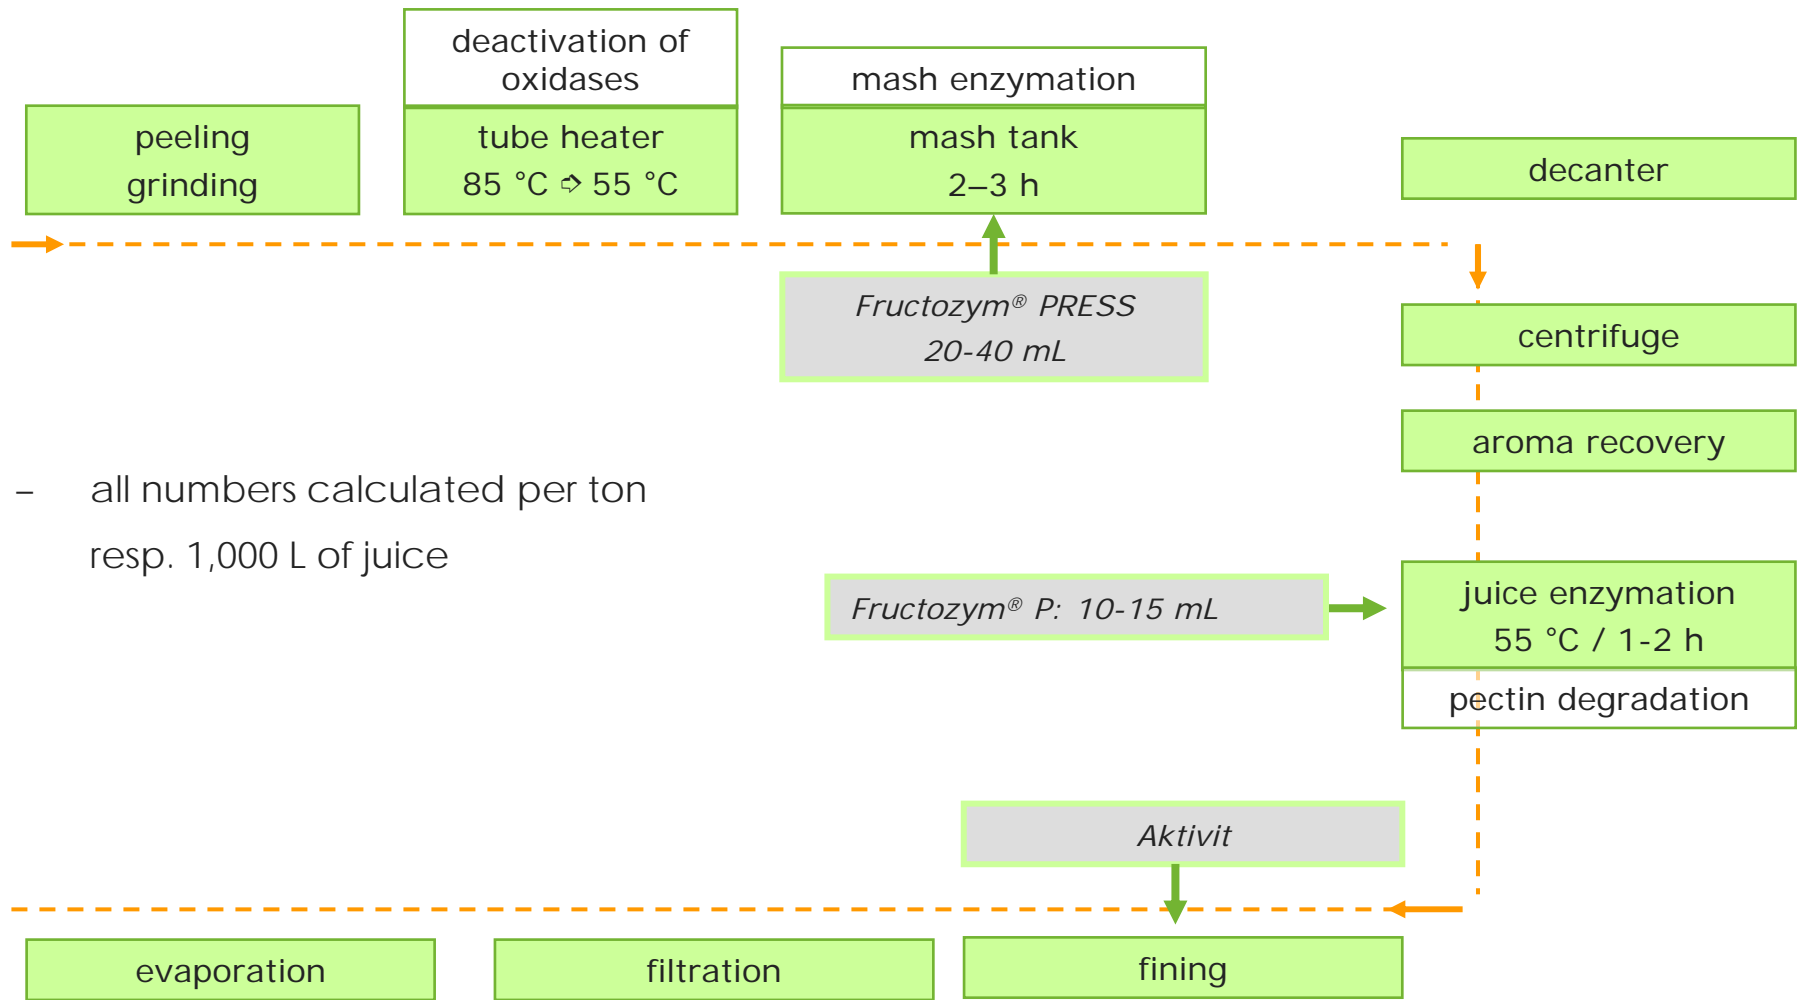 deactivation of
oxidases
mash enzymation
peeling
grinding
tube heater
85 °C ➩ 55 °C
mash tank
2–3 h
decanter
Fructozym® PRESS
20-40 mL
centrifuge
aroma recovery
– all numbers calculated per ton
resp. 1,000 L of juice
Fructozym® P: 10-15 mL
juice enzymation
55 °C / 1-2 h
pectin degradation
Aktivit
evaporation
filtration
fining